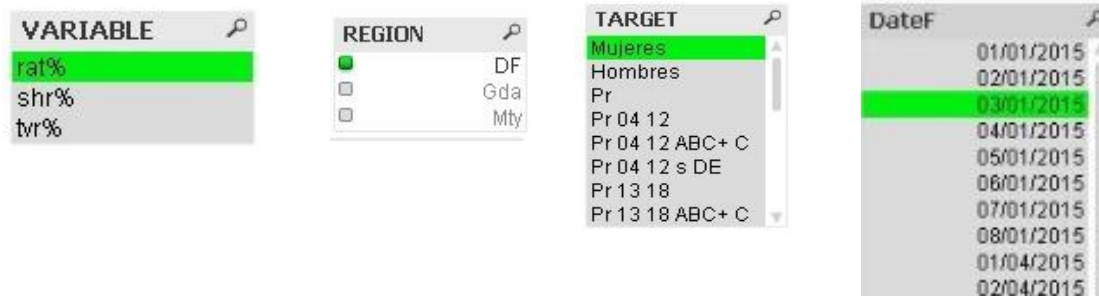 VARIABLE
rat%
shr%
tvr%
REGION
DF
Gda
Mty
TARGET
Mujeres
Hombres
Pr
Pr 04 12
Pr 04 12 ABC+ C
Pr 04 12 s DE
Pr 13 18
Pr 13 18 ABC+ C
DateF
01/01/2015
02/01/2015
03/01/2015
04/01/2015
05/01/2015
06/01/2015
07/01/2015
08/01/2015
01/04/2015
02/04/2015